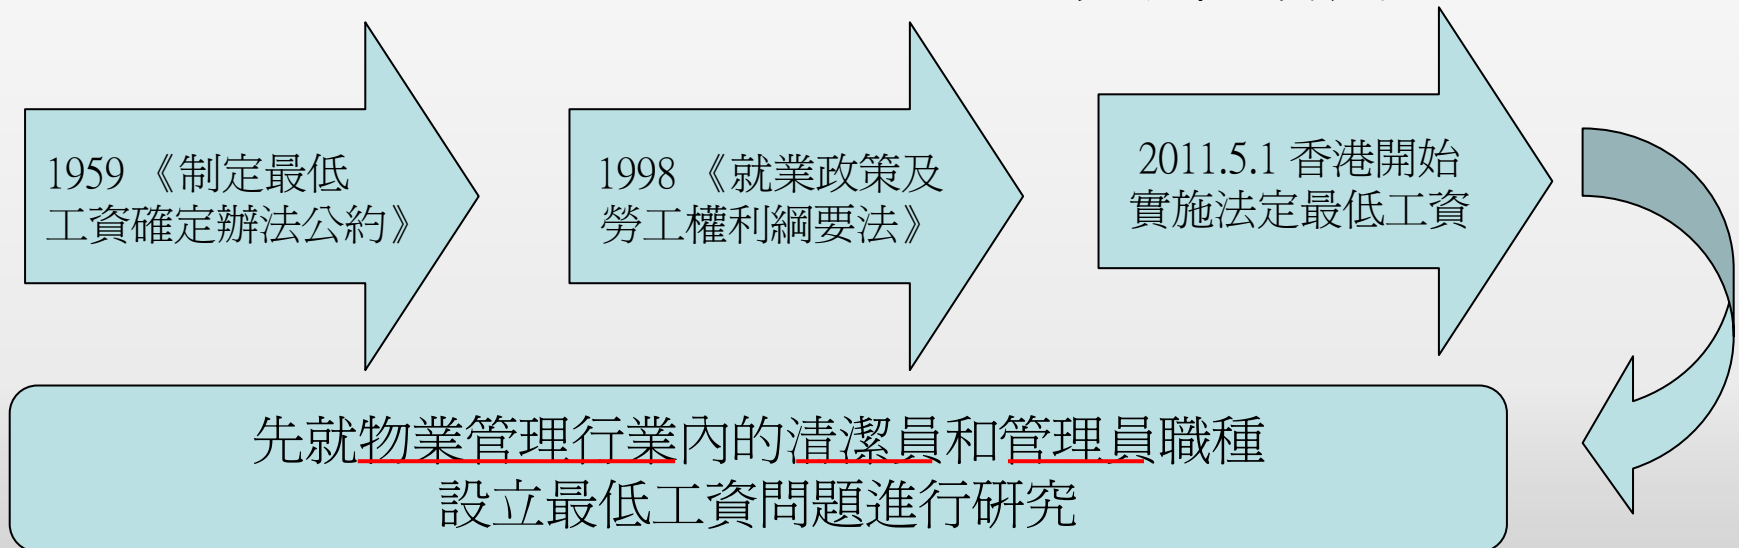 1959 《制定最低
工資確定辦法公約》
1998 《就業政策及
勞工權利綱要法》
2011.5.1 香港開始
實施法定最低工資
先就物業管理行業內的清潔員和管理員職種
設立最低工資問題進行研究